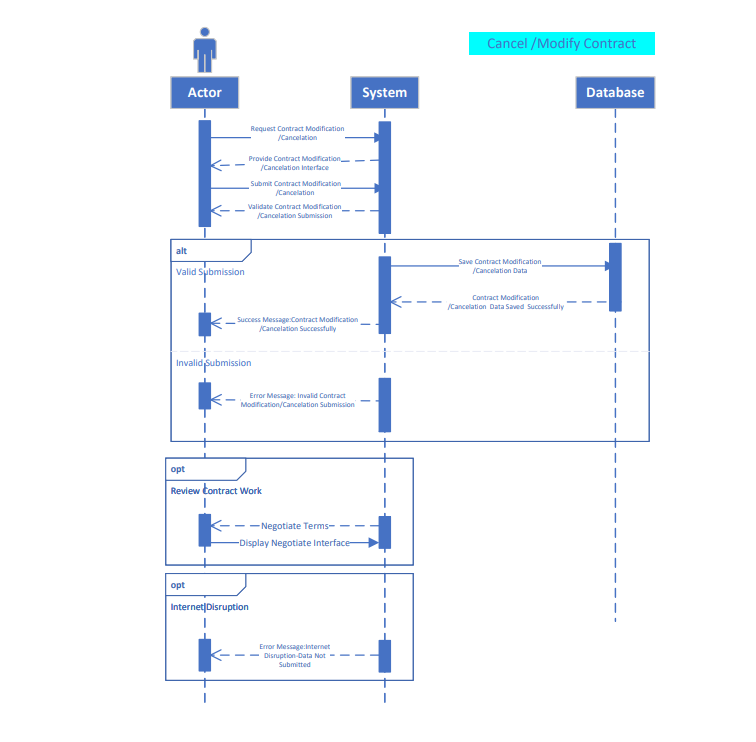 Cancel /Modify Contract
Actor
System
Database
Request Contract Modification
/Cancelation
Provide Contract Modification
/Cancelation Interface
Submit Contract Modification
/Cancelation
Validate Contract Modification
/Cancelation Submission
alt
Valid Submission
Save Contract Modification
/Cancelation Data
Contract Modification
/Cancelation Data Saved Successfully
Success Message:Contract Modification
/Cancelation Successfully
Invalid Submission
Error Message: Invalid Contract
Modification/Cancelation Submission
opt
Review Contract Work
Negotiate Terms
Display Negotiate Interface
opt
Internet Disruption
Error Message:Internet
Disruption-Data Not
Submitted